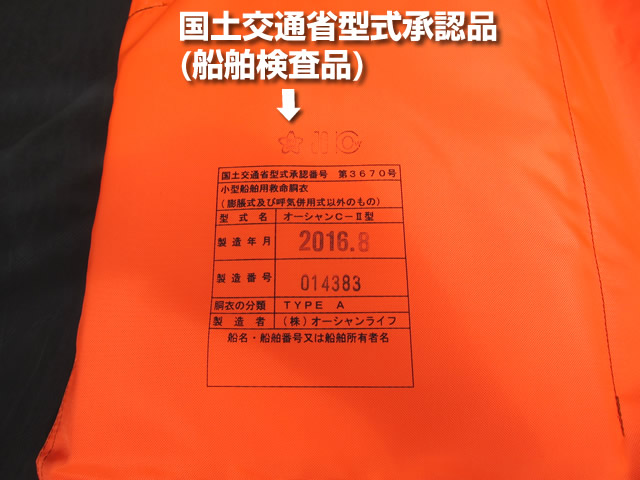 国土交通省型式承認品
(船舶検査品)
国土交通省型式承認番号 第3670号
小型船舶用救命胴衣
(膨脹式及び呼気併用式以外のもの)
型式名 オーシャンC-Ⅱ型
製造年月 2016.8
製造番号 014383
胴衣の分類 TYPE A
製造者 (株)オーシャンライフ
船名・船舶番号又は船舶所有者名